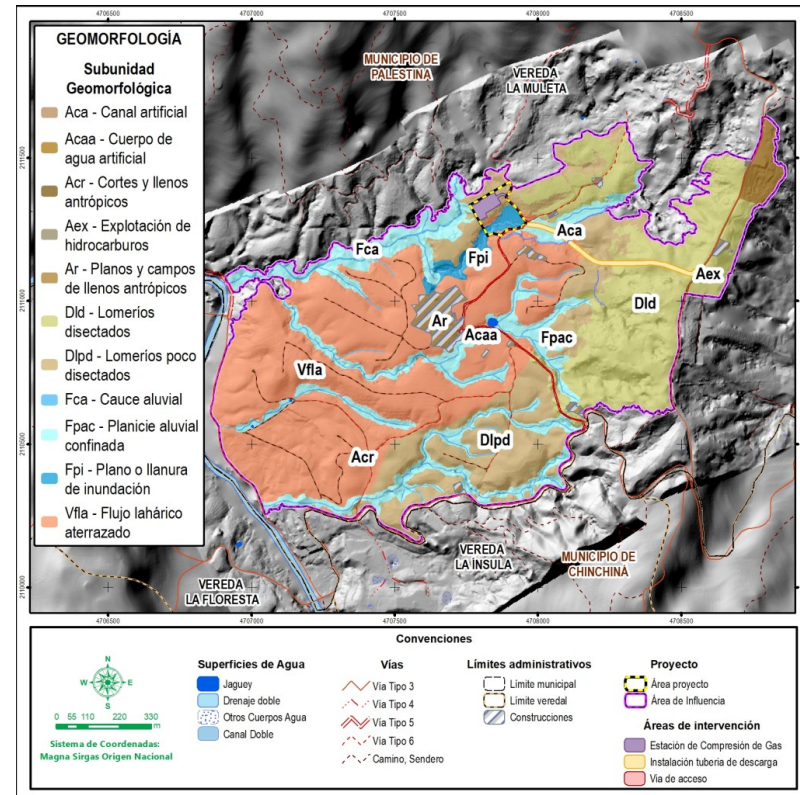 4706500
4707000
4707500
4708000
4708500
GEOMORFOLOGÍA
Subunidad
Geomorfológica
Aca - Canal artificial
Acaa - Cuerpo de
agua artificial
Acr - Cortes y llenos
antrópicos
Aex - Explotación de
hidrocarburos
Ar - Planos y campos
de llenos antrópicos
Dld - Lomeríos
disectados
Dlpd - Lomeríos poco
disectados
Fca - Cauce aluvial
Fpac - Planicie aluvial
confinada
Fpi - Plano o llanura
de inundación
Vfla - Flujo lahárico
aterrazado
MUNICIPIO DE
PALESTINA
VEREDA
LA MULETA
2111500
2111000
2110500
2110000
Fca
Fpi
Aca
Aex
Dld
Ar
Acaa
Fpac
Vfla
Dlpd
Acr
VEREDA
LA ÍNSULA
MUNICIPIO DE
CHINCHINÁ
VEREDA
LA FLORESTA
4706500
4707000
4707500
4708000
4708500
Convenciones
N
W
E
S
0 55 110 220 330
m
Sistema de Coordenadas:
Magna Sirgas Origen Nacional
Superficies de Agua
Jaguey
Drenaje doble
Otros Cuerpos Agua
Canal Doble
Vías
Vía Tipo 3
Vía Tipo 4
Vía Tipo 5
Vía Tipo 6
Camino, Sendero
Límites administrativos
Límite municipal
Límite veredal
Construcciones
Proyecto
Área proyecto
Área de Influencia
Áreas de intervención
Estación de Compresión de Gas
Instalación tuberia de descarga
Via de acceso